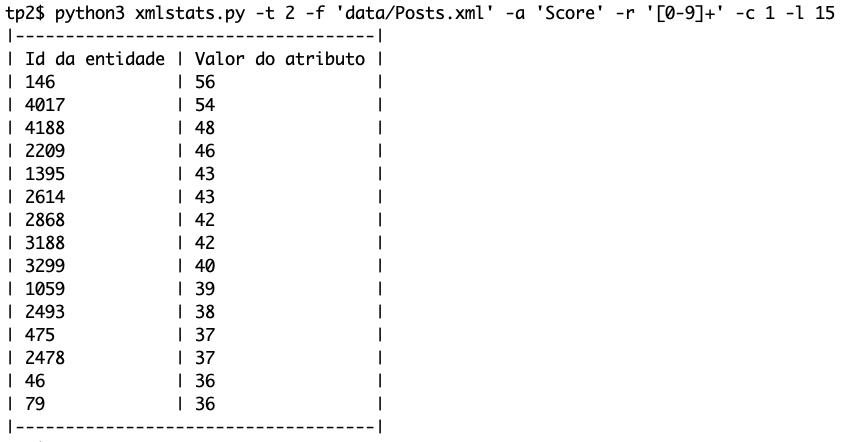 tp2$ python3 xmlstats.py -t 2 -f 'data/Posts.xml' -a 'Score' -r '[0-9]+' -c 1 -l 15
|------------------------------------|
| Id da entidade | Valor do atributo |
| 146            | 56                |
| 4017           | 54                |
| 4188           | 48                |
| 2209           | 46                |
| 1395           | 43                |
| 2614           | 43                |
| 2868           | 42                |
| 3188           | 42                |
| 3299           | 40                |
| 1059           | 39                |
| 2493           | 38                |
| 475            | 37                |
| 2478           | 37                |
| 46             | 36                |
| 79             | 36                |
|------------------------------------|